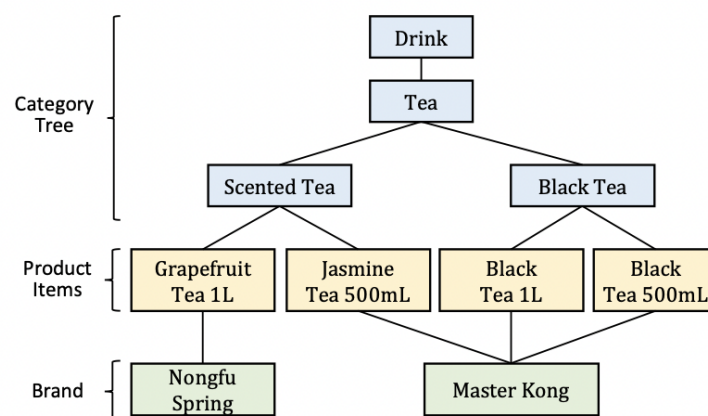 Drink
Category
Tree
Tea
Scented Tea
Black Tea
Product
Items
Grapefruit
Tea 1L
Jasmine
Tea 500mL
Black
Tea 1L
Black
Tea 500mL
Brand
Nongfu
Spring
Master Kong